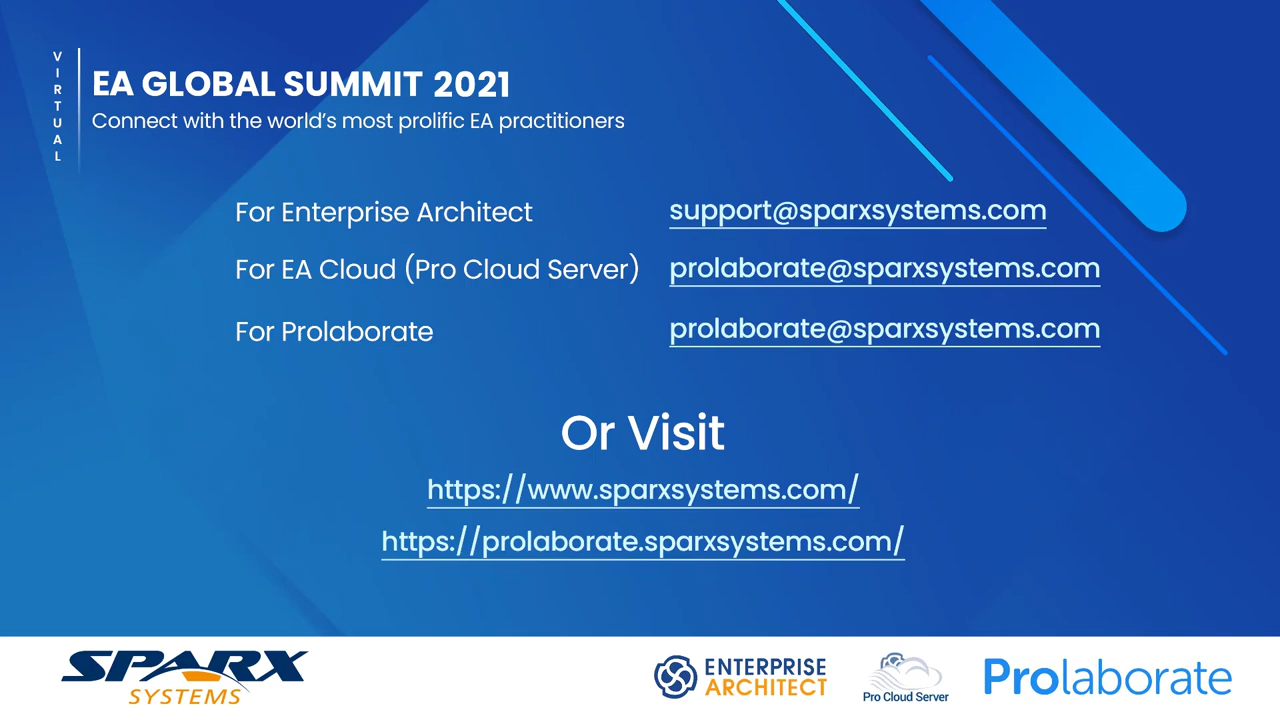 VIRTUAL
EA GLOBAL SUMMIT 2021
Connect with the world's most prolific EA practitioners
For Enterprise Architect support@sparxsystems.com
For EA Cloud (Pro Cloud Server) prolaborate@sparxsystems.com
For Prolaborate prolaborate@sparxsystems.com
Or Visit
https://www.sparxsystems.com/
https://prolaborate.sparxsystems.com/
SPARX
SYSTEMS
ENTERPRISE
ARCHITECT
Pro Cloud Server
Prolaborate